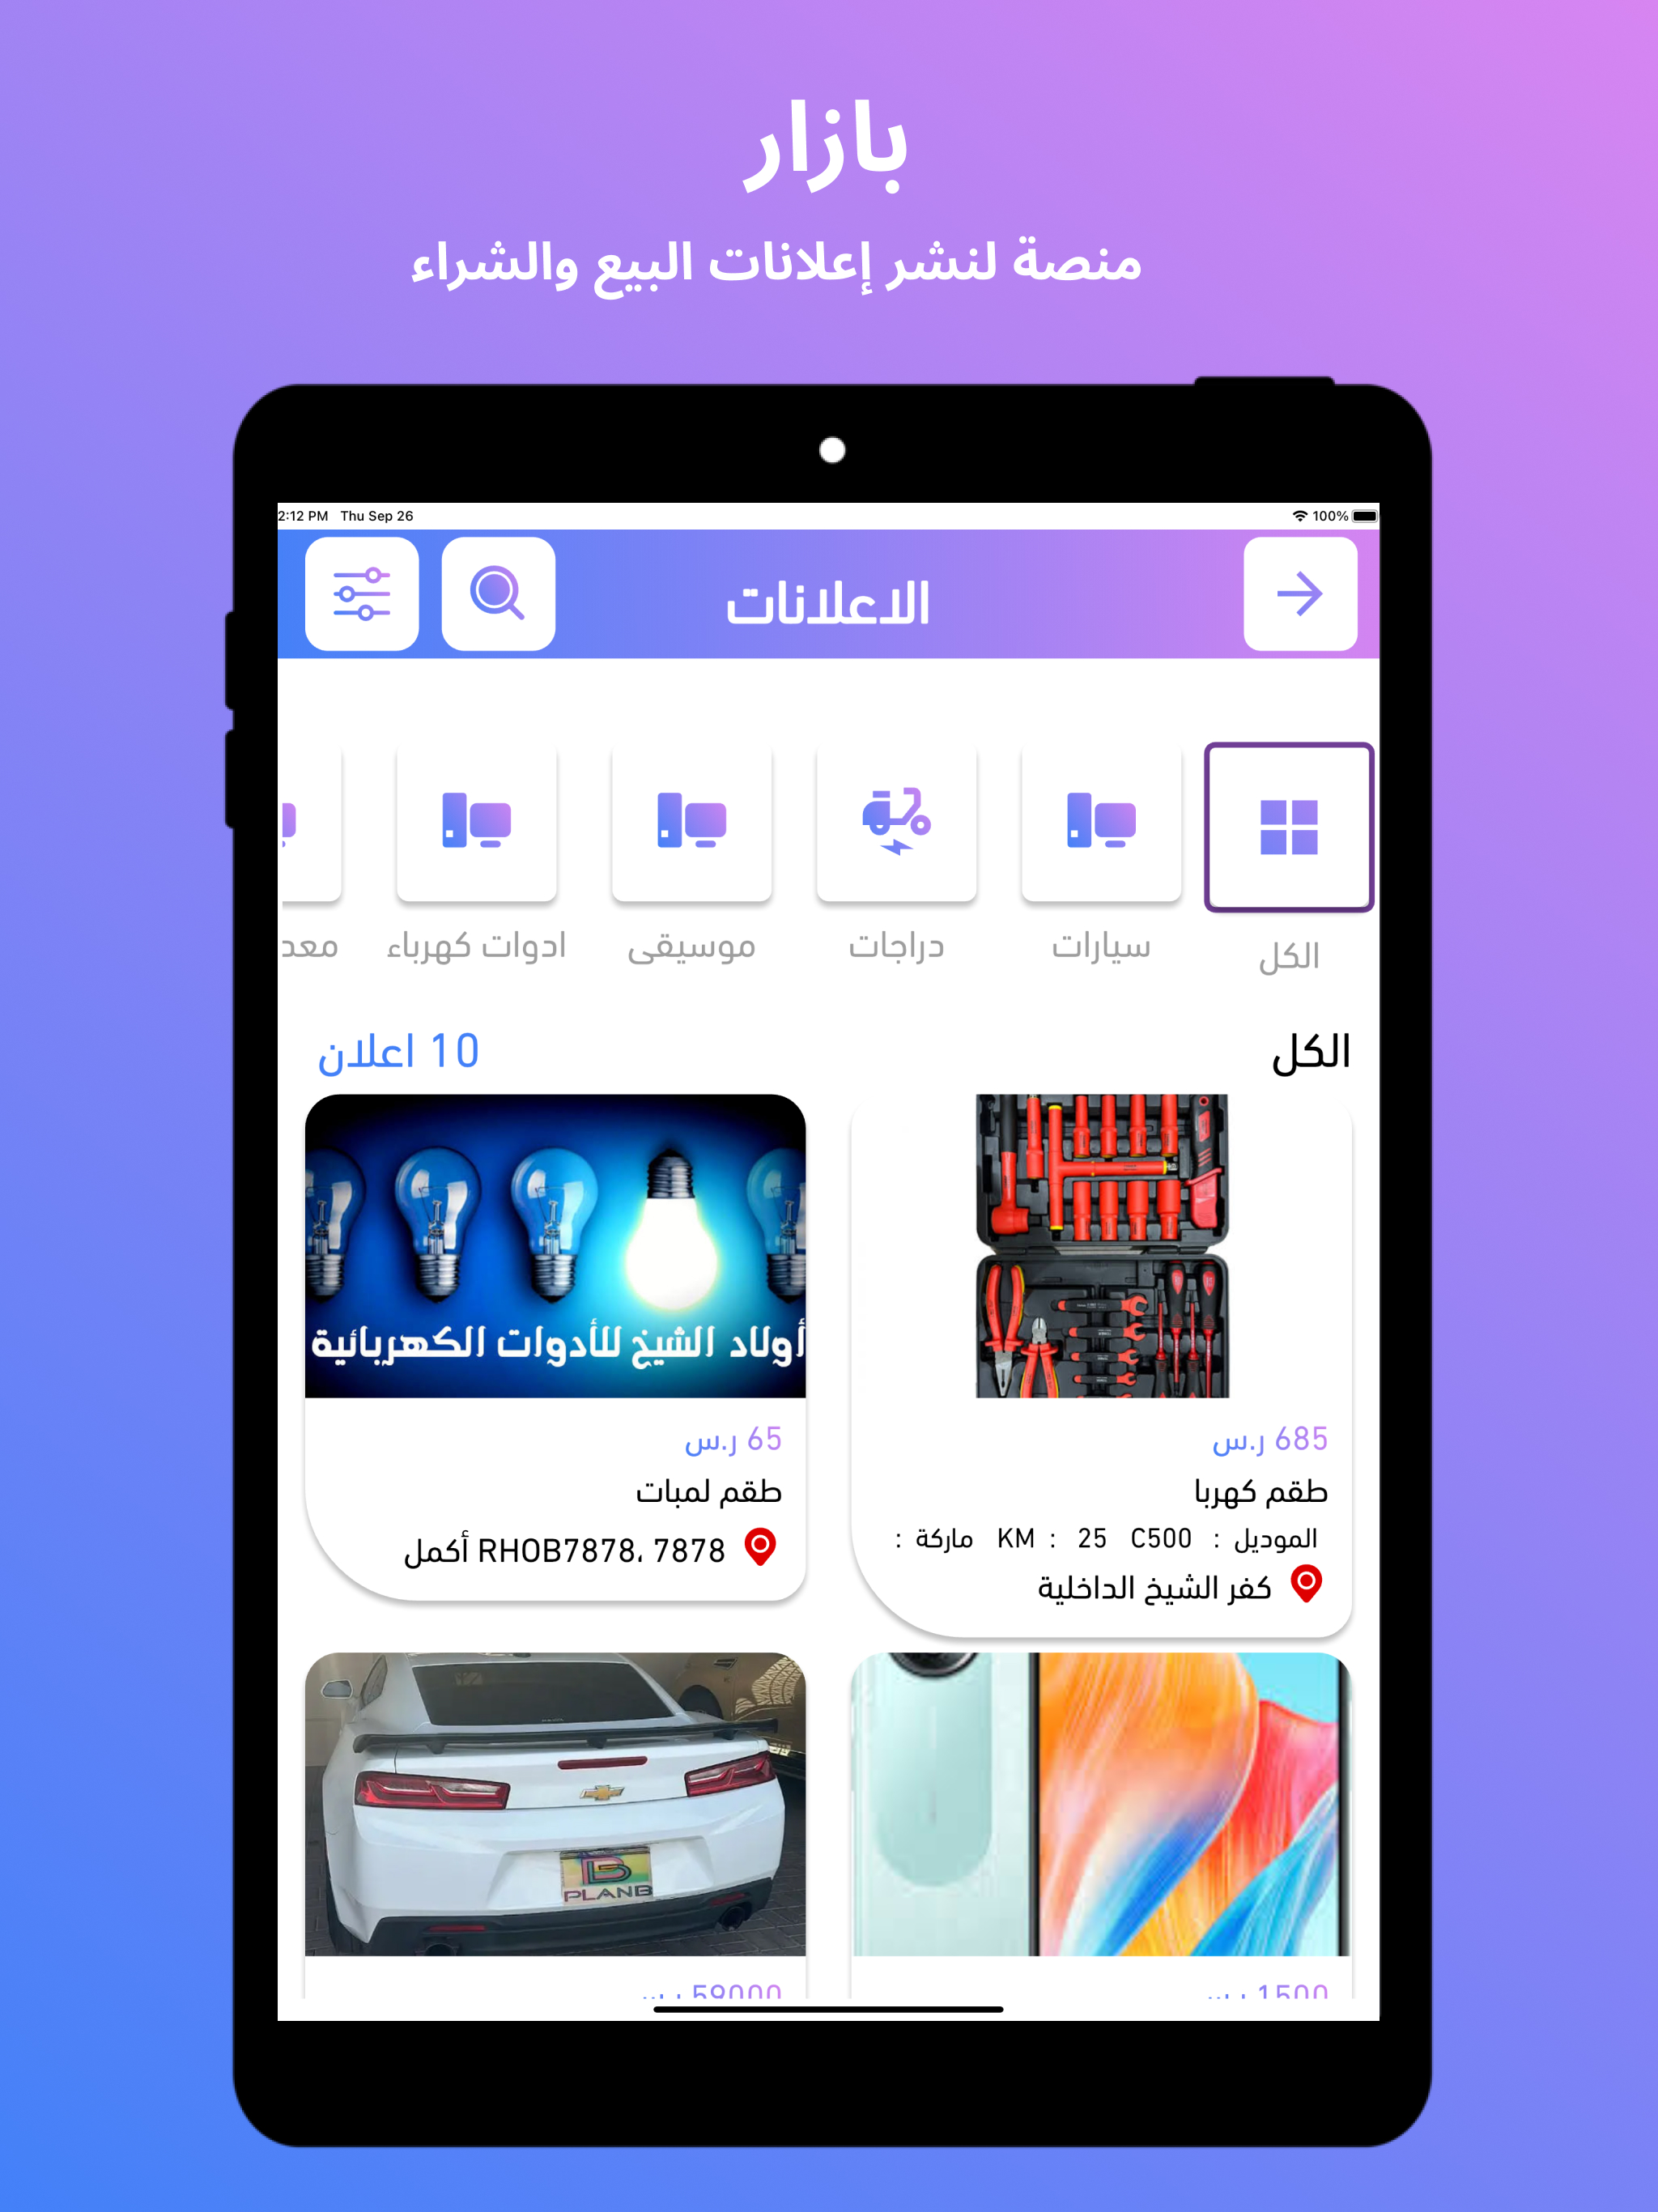 بازار
منصة لنشر إعلانات البيع والشراء
2:12 PM Thu Sep 26 100%
الاعلانات
الكل سيارات دراجات موسيقى ادوات كهرباء معد
الكل
10 اعلان
685 ر.س
طقم كهربا
الموديل : C500 25 : KM ماركة :
كفر الشيخ الداخلية
أولاد الشيخ للأدوات الكهربائية
65 ر.س
طقم لمبات
7878 ،RHOB7878 أكمل
1500 ر.س
B
PLANB
59000 ر.س